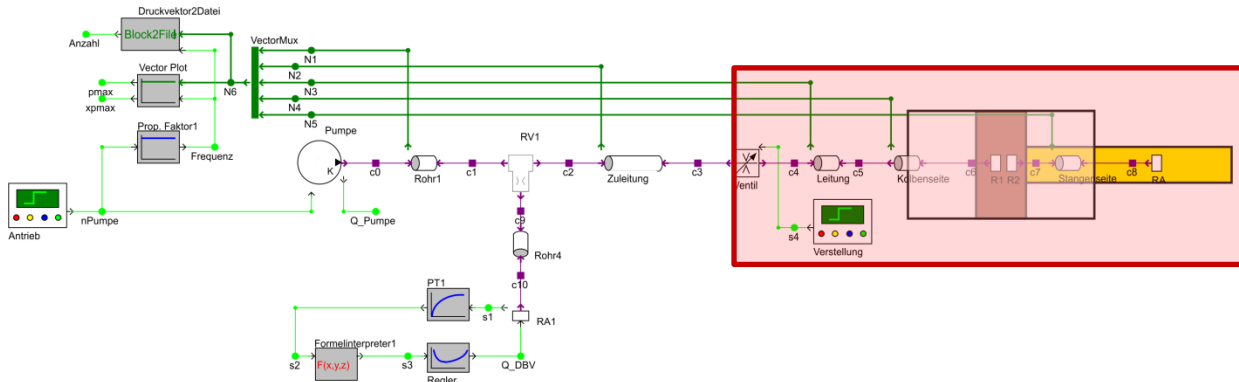 Druckvektor2Datei
Block2File
Anzahl
VectorMux
N1
N2
N3
N4
N5
N6
Vector Plot
pmax
xpmax
Prop. Faktor1
Frequenz
Pumpe
K
RV1
c0
Rohr1
c1
c2
Zuleitung
c3
Ventil
c4
Leitung
c5
Kolbenseite
c6
R1
R2
c7
Stangenseite
c8
RA
Antrieb
nPumpe
Q_Pumpe
c9
s4
Verstellung
Rohr4
c10
PT1
s1
RA1
Formelinterpreter1
F(x,y,z)
s2
s3
Regler
Q_DBV